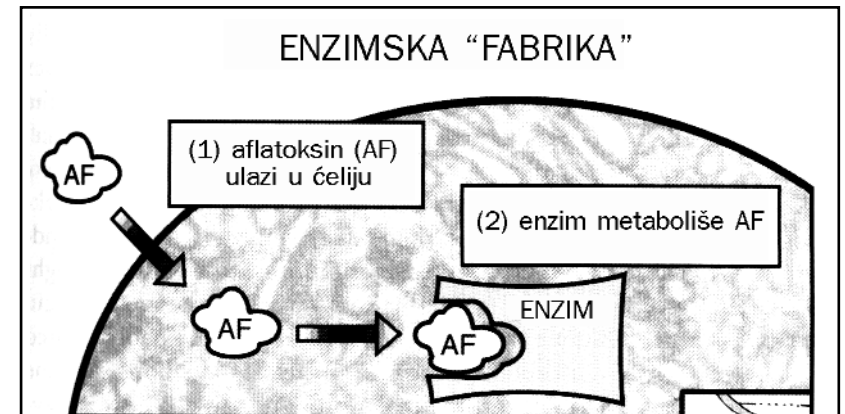 ENZIMSKA “FABRIKA”
(1) aflatoksin (AF)
ulazi u ćeliju
AF
(2) enzim metaboliše AF
ENZIM
AF
AF